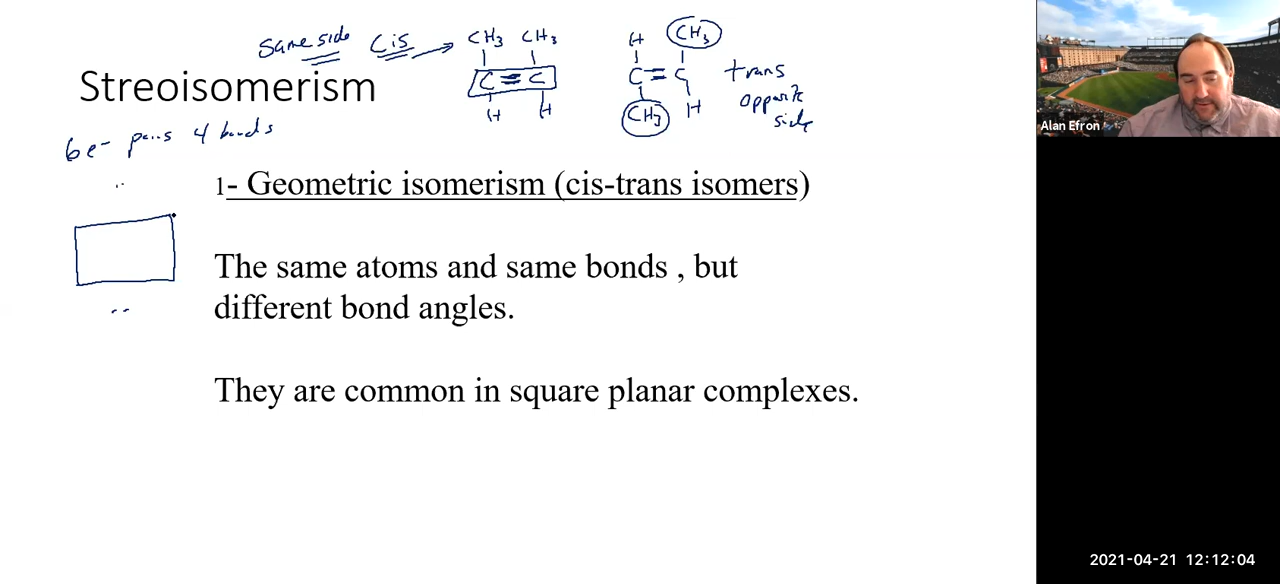 same side cis CH3 CH3 H CH3
Streoisomerism C = C C = C trans
H H CH3 H opposite side
6 e- pairs 4 bonds
1- Geometric isomerism (cis-trans isomers)
The same atoms and same bonds , but
different bond angles.
They are common in square planar complexes.
Alan Efron
2021-04-21 12:12:04